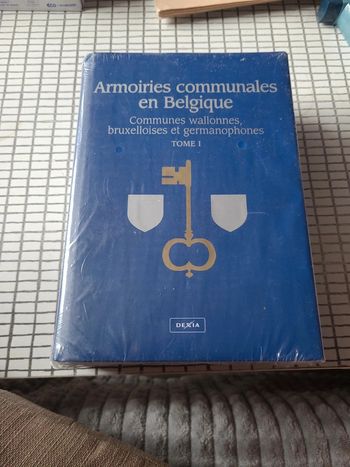 Armoiries communales
en Belgique
Communes wallonnes,
bruxelloises et germanophones
TOME I
DEXIA